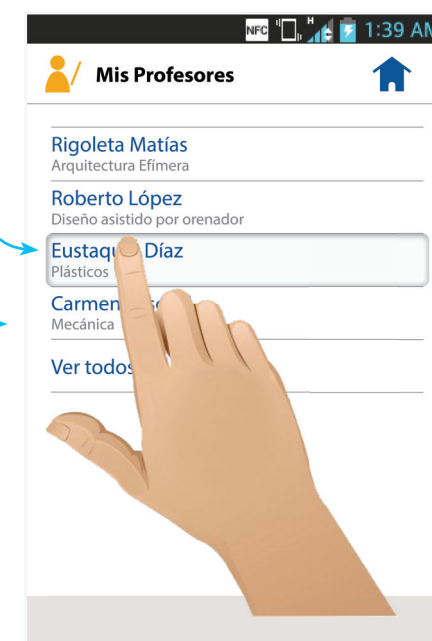 NFC H 1:39 AM
Mis Profesores
Rigoleta Matías
Arquitectura Efímera
Roberto López
Diseño asistido por orenador
Díaz
Plásticos
Carmen
Mecánica
Ver todos